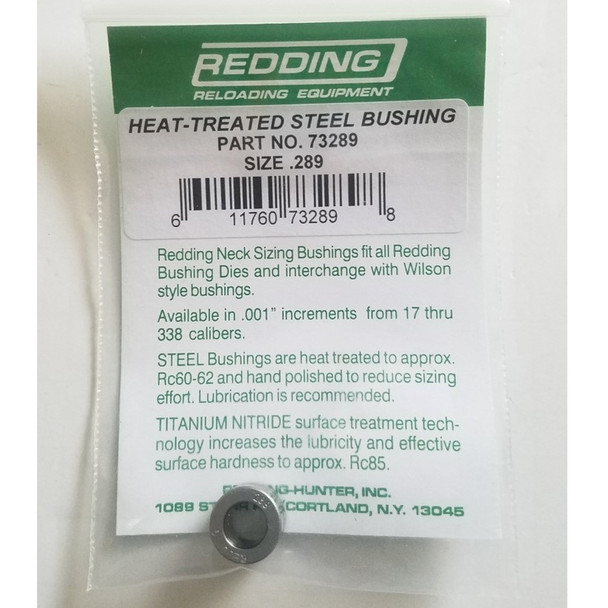 REDDING
RELOADING EQUIPMENT
HEAT-TREATED STEEL BUSHING
PART NO. 73289
SIZE .289
6 11760 73289 8
Redding Neck Sizing Bushings fit all Redding
Bushing Dies and interchange with Wilson
style bushings.
Available in .001" increments from 17 thru
338 calibers.
STEEL Bushings are heat treated to approx.
Rc60-62 and hand polished to reduce sizing
effort. Lubrication is recommended.
TITANIUM NITRIDE surface treatment tech-
nology increases the lubricity and effective
surface hardness to approx. Rc85.
-HUNTER, INC.
1089 CORTLAND, N.Y. 13045